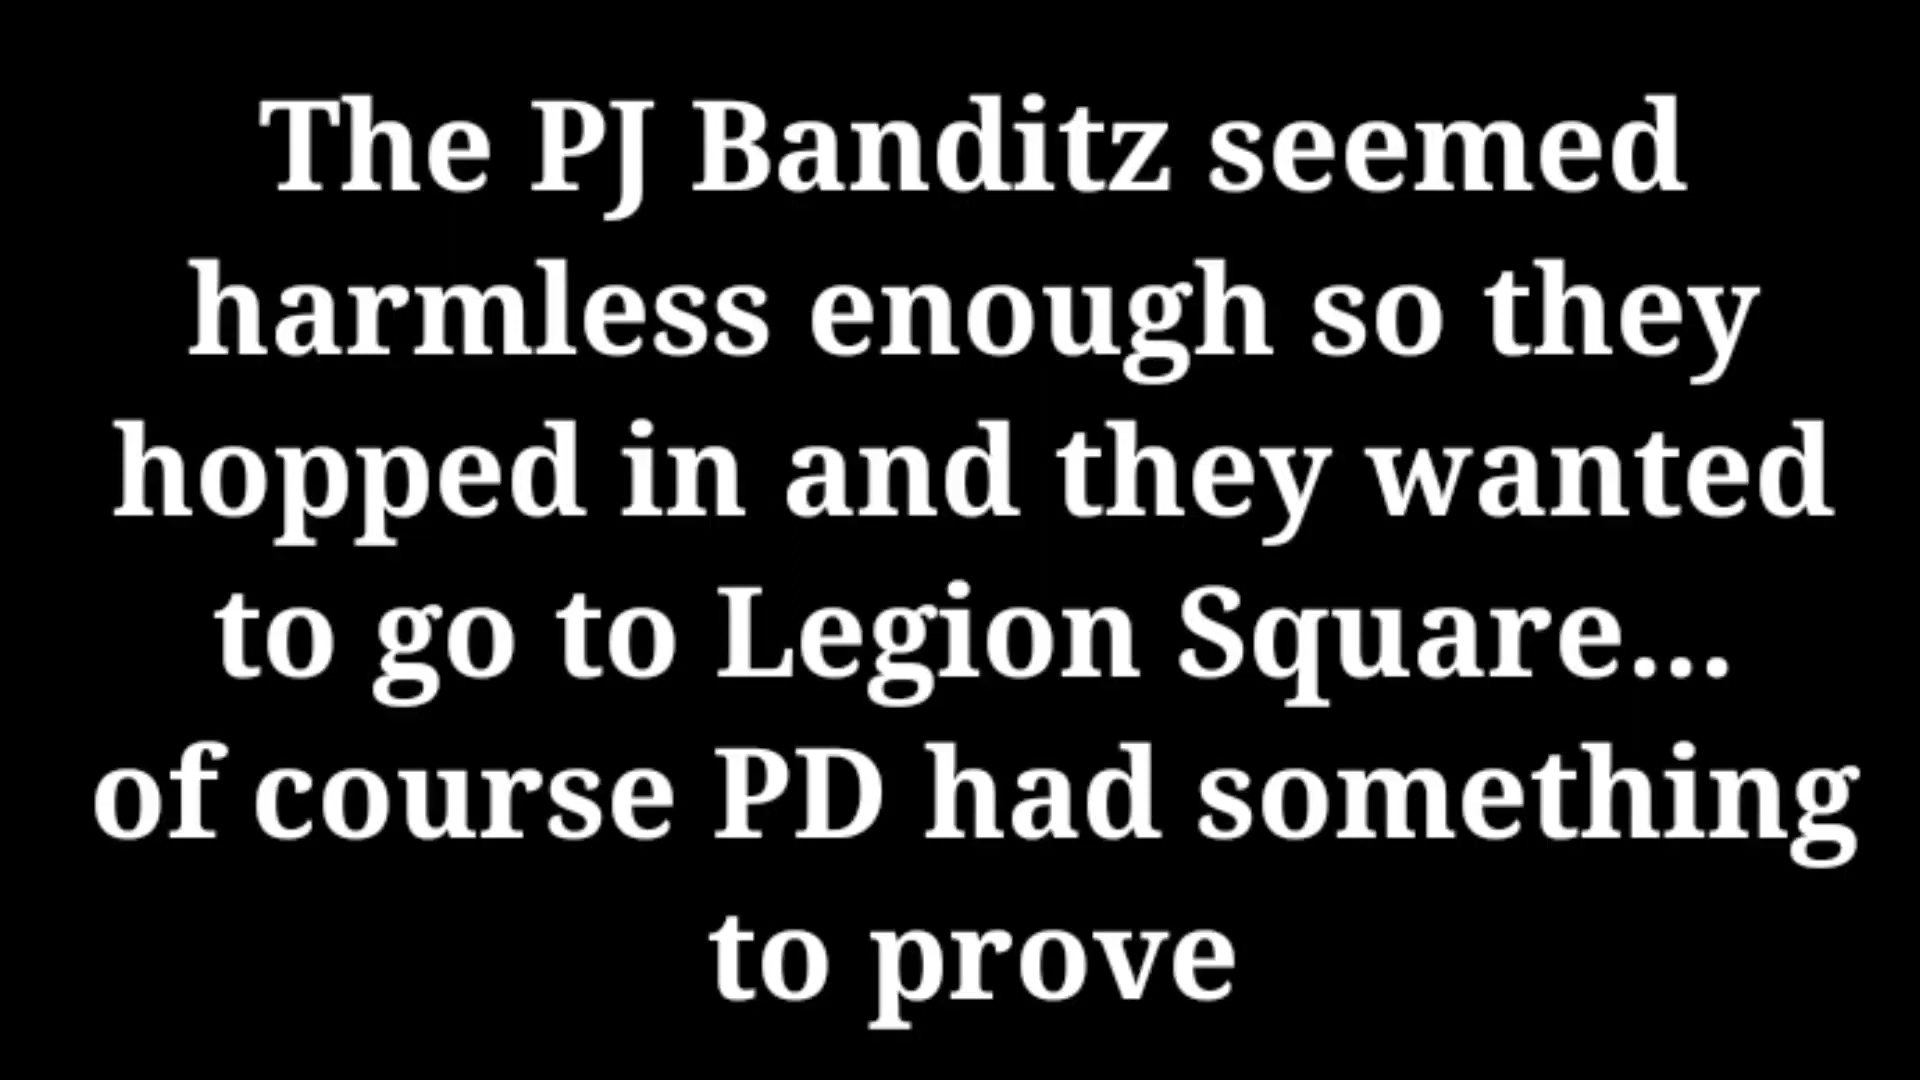 The PJ Banditz seemed
harmless enough so they
hopped in and they wanted
to go to Legion Square...
of course PD had something
to prove